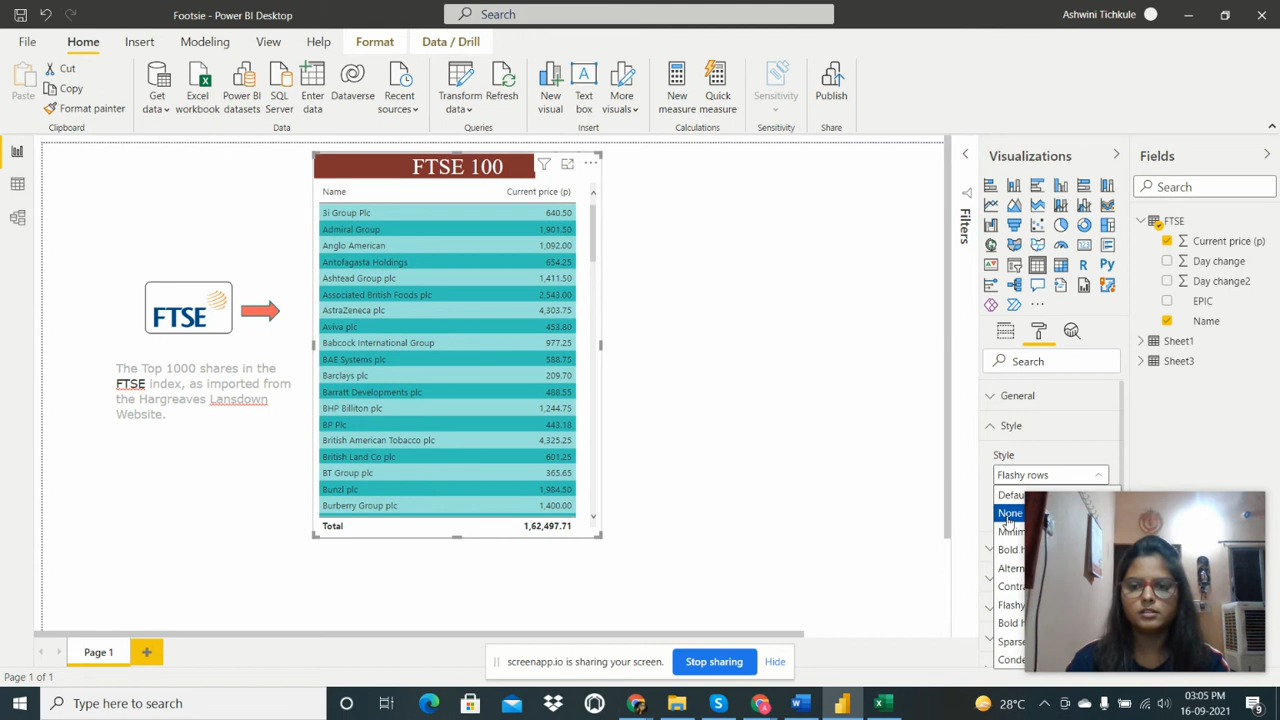 Footsie - Power BI Desktop
Search
Ashwini Tichkule
File
Home
Insert
Modeling
View
Help
Format
Data / Drill
Paste
Cut
Copy
Format painter
Clipboard
Get data
Excel workbook
Power BI datasets
SQL Server
Enter data
Dataverse
Recent sources
Data
Transform data
Refresh
Queries
New visual
Text box
More visuals
Insert
New measure
Quick measure
Calculations
Sensitivity
Sensitivity
Publish
Share
FTSE
The Top 1000 shares in the
FTSE index, as imported from
the Hargreaves Lansdown
Website.
FTSE 100
Name Current price (p)
3i Group Plc 640.50
Admiral Group 1,901.50
Anglo American 1,092.00
Antofagasta Holdings 654.25
Ashtead Group plc 1,411.50
Associated British Foods plc 2,543.00
AstraZeneca plc 4,303.75
Aviva plc 453.80
Babcock International Group 977.25
BAE Systems plc 588.75
Barclays plc 209.70
Barratt Developments plc 488.55
BHP Billiton plc 1,244.75
BP Plc 443.18
British American Tobacco plc 4,325.25
British Land Co plc 601.25
BT Group plc 365.65
Bunzl plc 1,984.50
Burberry Group plc 1,400.00
Total 1,62,497.71
Filters
Visualizations
R Py
Search
General
Style
Style
Flashy rows
Defau
None
Minim
Bold h
Altern
Contra
Flashy
Bold h
Sparse
Conde
Fields
Search
FTSE
Current price (p)
Day change
Day change2
EPIC
Name
Sheet1
Sheet3
Page 1
screenapp.io is sharing your screen.
Stop sharing
Hide
Page 1 of 1
Type here to search
28°C
ENG
03:05 PM
16-09-2021